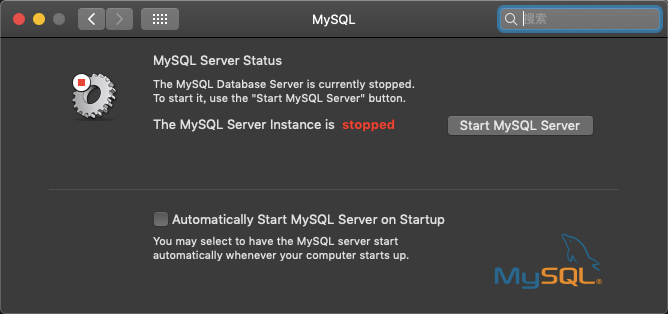 MySQL
搜索
MySQL Server Status
The MySQL Database Server is currently stopped.
To start it, use the "Start MySQL Server" button.
The MySQL Server Instance is stopped
Start MySQL Server
Automatically Start MySQL Server on Startup
You may select to have the MySQL server start
automatically whenever your computer starts up.
MySQL®